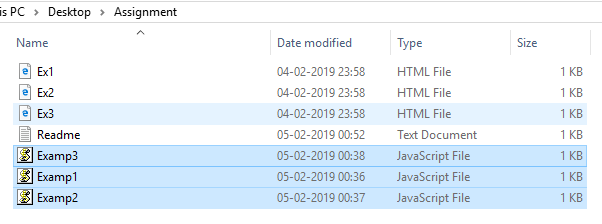 is PC > Desktop > Assignment
Name Date modified Type Size
Ex1 04-02-2019 23:58 HTML File 1 KB
Ex2 04-02-2019 23:58 HTML File 1 KB
Ex3 04-02-2019 23:58 HTML File 1 KB
Readme 05-02-2019 00:52 Text Document 1 KB
Examp3 05-02-2019 00:38 JavaScript File 1 KB
Examp1 05-02-2019 00:36 JavaScript File 1 KB
Examp2 05-02-2019 00:37 JavaScript File 1 KB